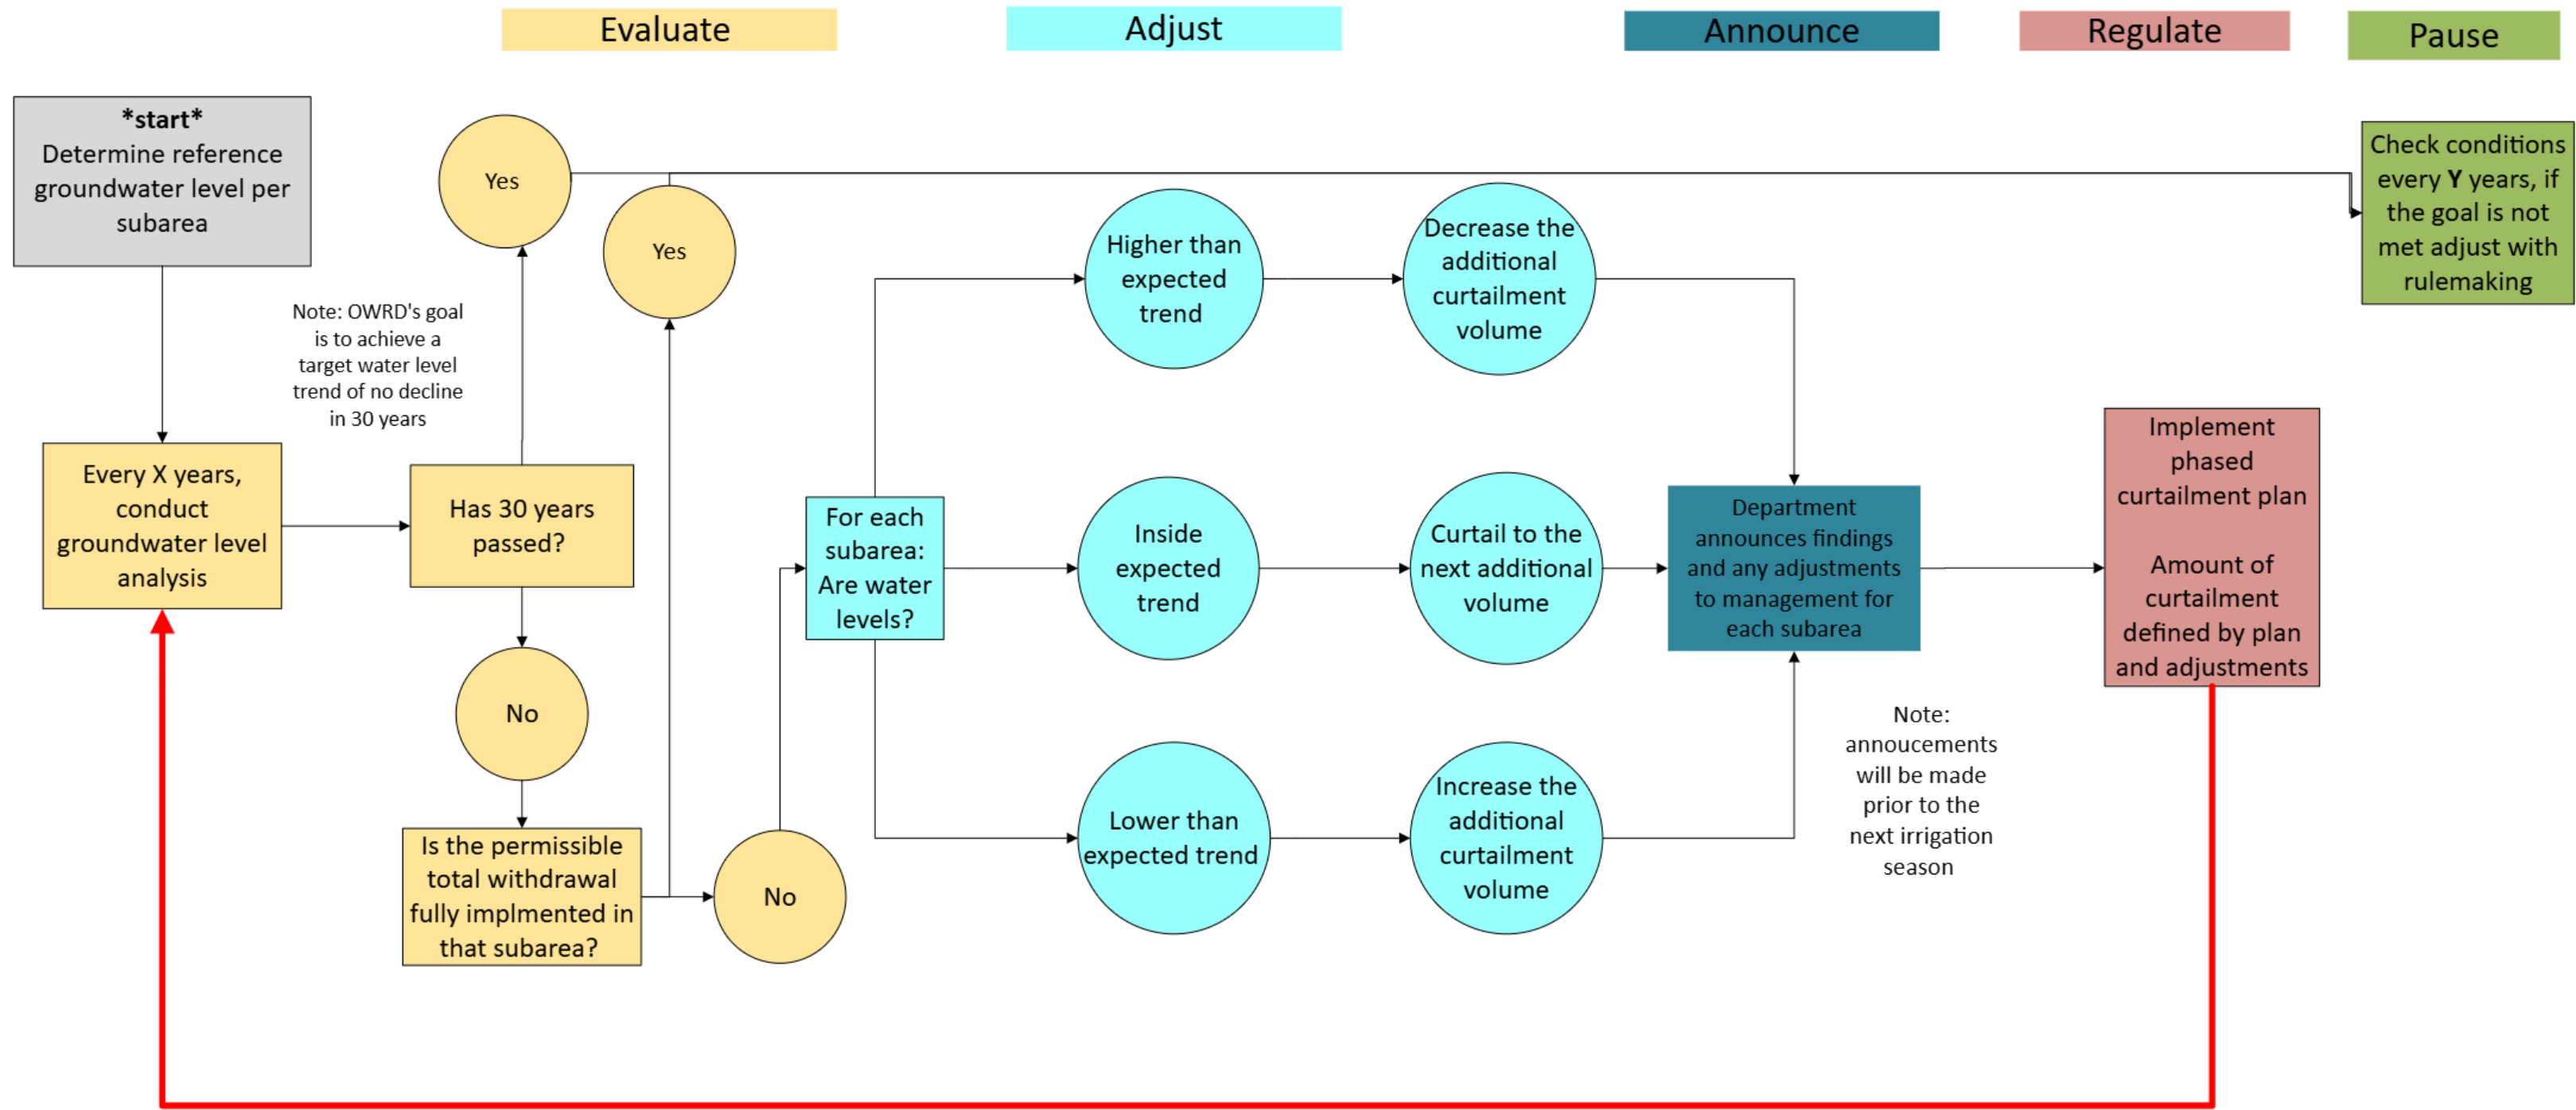 Evaluate
Adjust
Announce
Regulate
Pause
*start*
Determine reference
groundwater level per
subarea
Note: OWRD's goal
is to achieve a
target water level
trend of no decline
in 30 years
Every X years,
conduct
groundwater level
analysis
Has 30 years
passed?
Yes
Yes
No
Is the permissible
total withdrawal
fully implmented in
that subarea?
No
For each
subarea:
Are water
levels?
Higher than
expected
trend
Decrease the
additional
curtailment
volume
Inside
expected
trend
Curtail to the
next additional
volume
Lower than
expected trend
Increase the
additional
curtailment
volume
Department
announces findings
and any adjustments
to management for
each subarea
Note:
annoucements
will be made
prior to the
next irrigation
season
Implement
phased
curtailment plan
Amount of
curtailment
defined by plan
and adjustments
Check conditions
every Y years, if
the goal is not
met adjust with
rulemaking